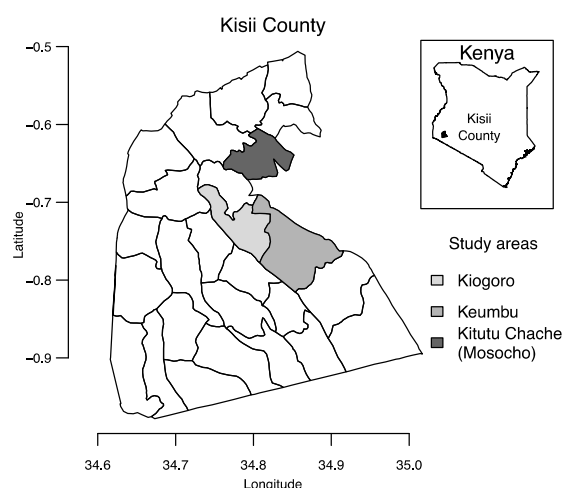 Kisii County
−0.5
−0.6
−0.7
−0.8
−0.9
Latitude
34.6
34.7
34.8
34.9
35.0
Longitude
Kenya
Kisii
County
Study areas
Kiogoro
Keumbu
Kitutu Chache
(Mosocho)